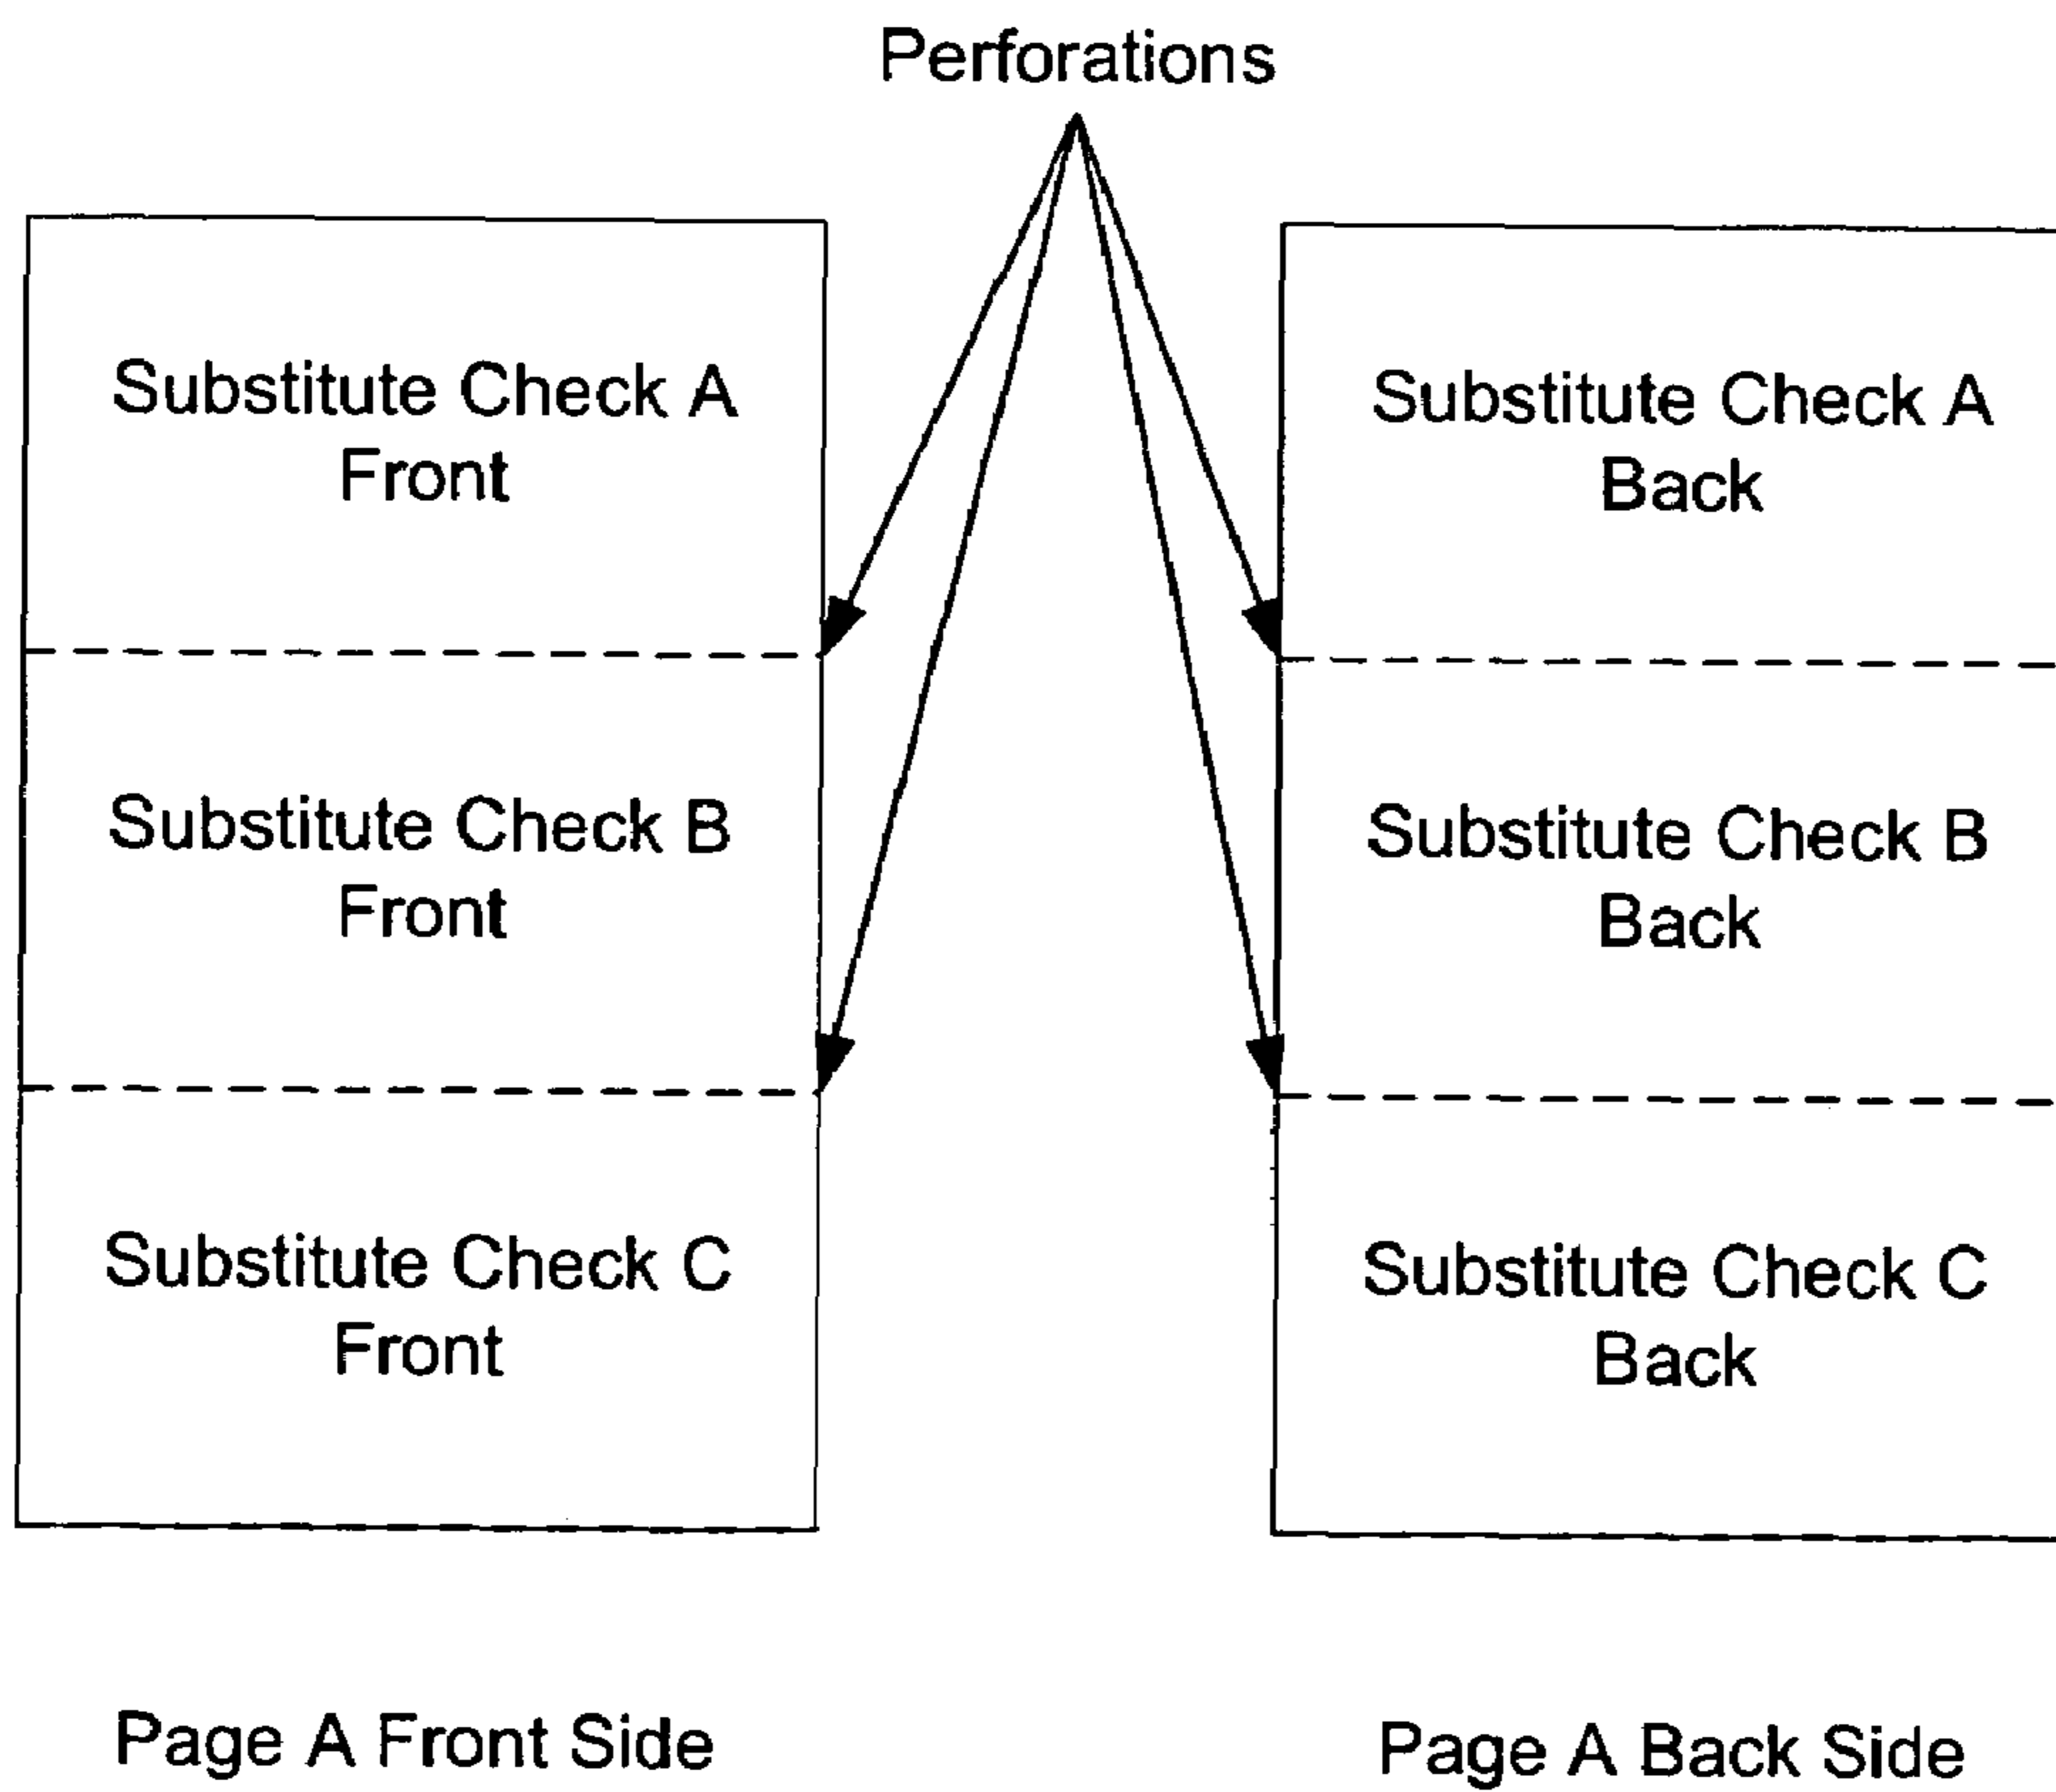 Perforations
Substitute Check A
Front
Substitute Check B
Front
Substitute Check C
Front
Page A Front Side
Substitute Check A
Back
Substitute Check B
Back
Substitute Check C
Back
Page A Back Side